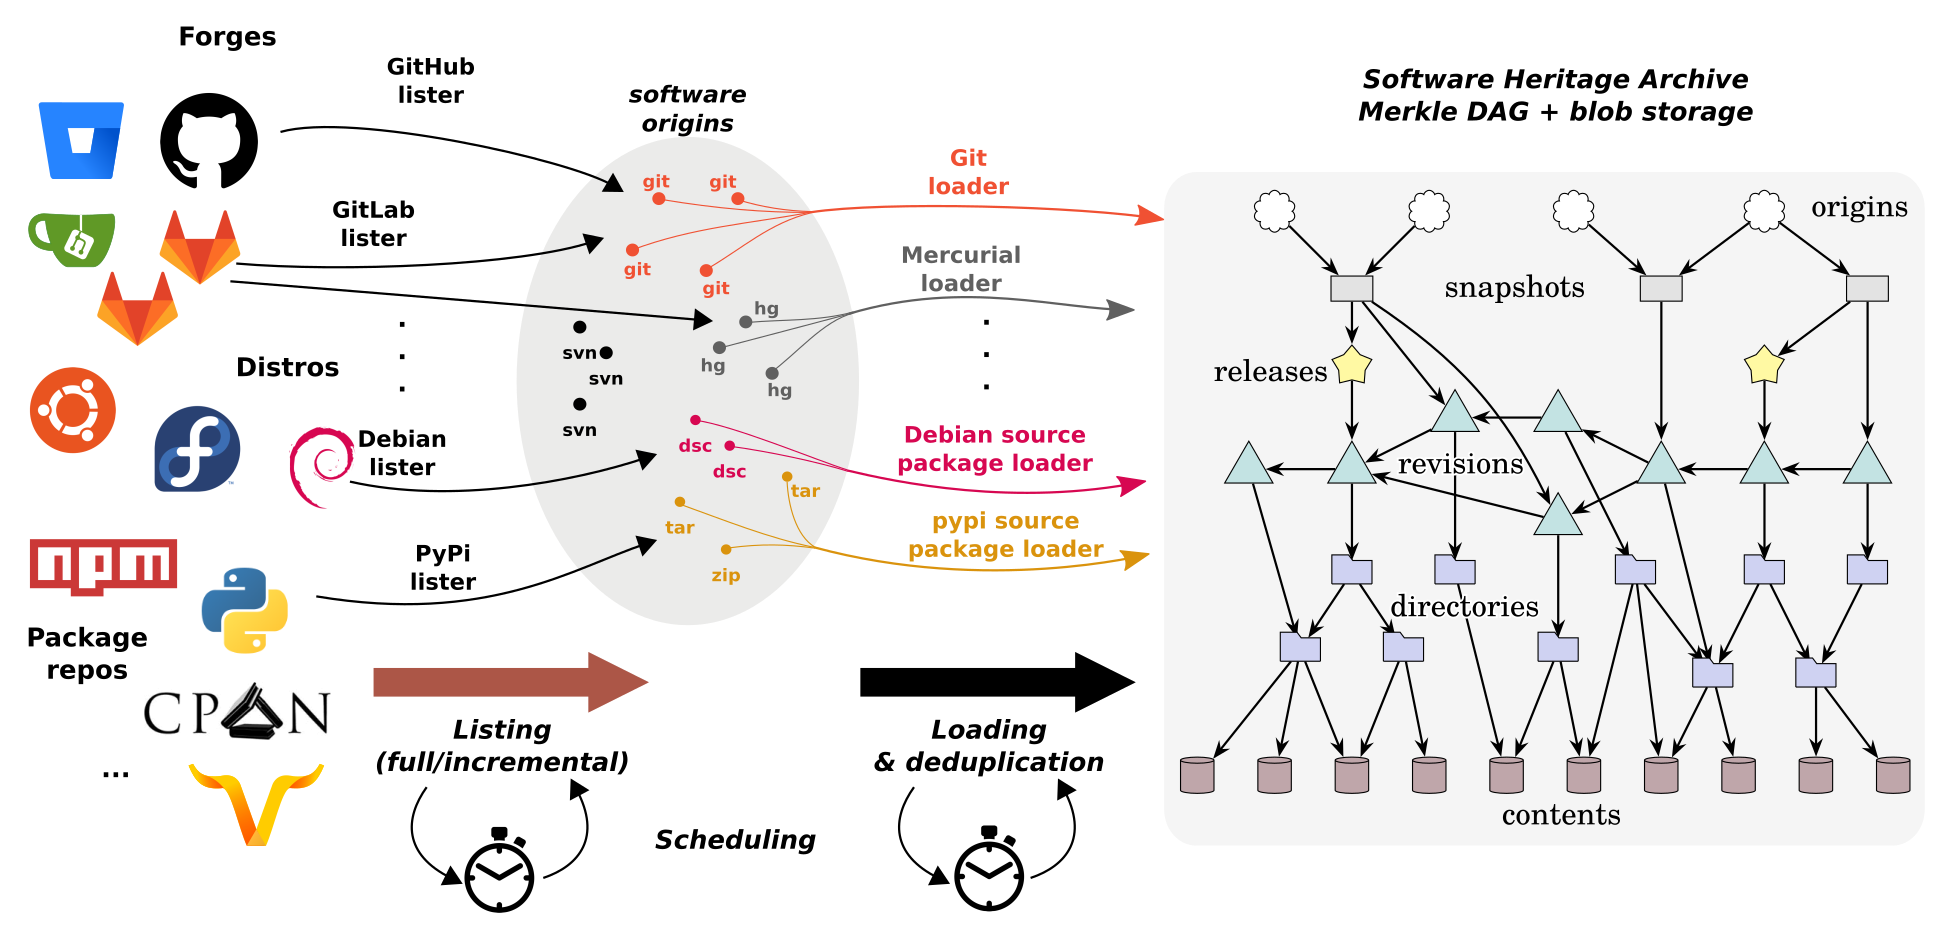 Forges
GitHub
lister
software
origins
Software Heritage Archive
Merkle DAG + blob storage
git
git
git
git
Git
loader
GitLab
lister
Mercurial
loader
hg
hg
hg
svn
svn
svn
.
.
.
.
.
.
Distros
Debian
lister
dsc
dsc
Debian source
package loader
tar
tar
zip
pypi source
package loader
npm
PyPi
lister
Package
repos
CPAN
...
Listing
(full/incremental)
Loading
& deduplication
Scheduling
origins
snapshots
releases
revisions
directories
contents